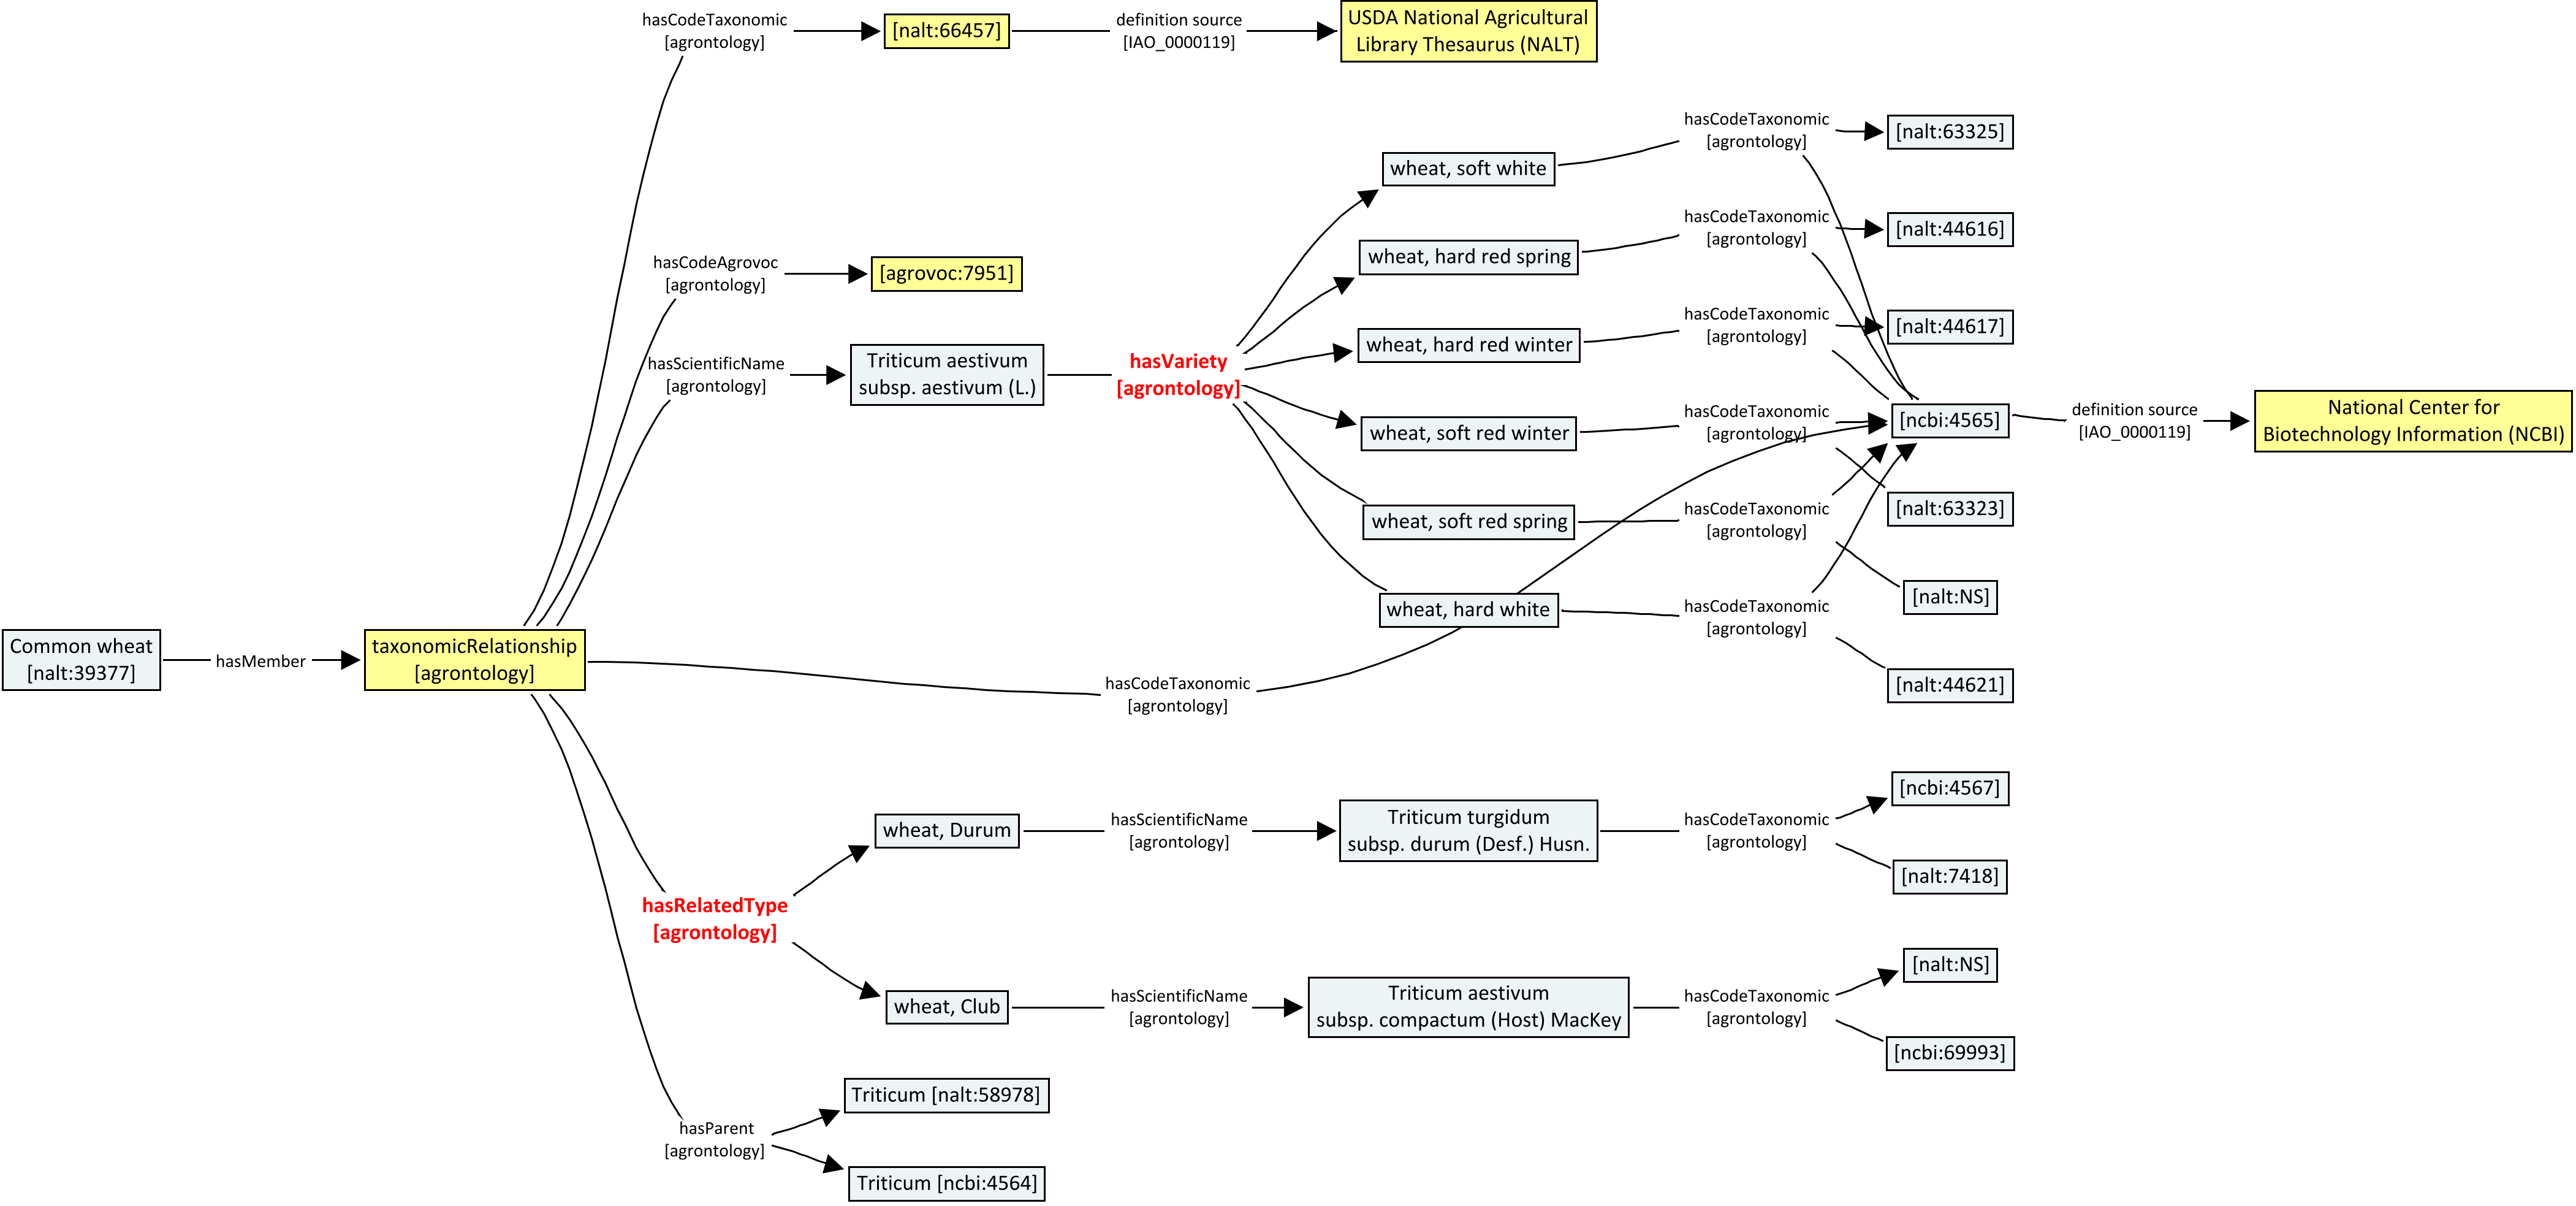 hasCodeTaxonomic
[agrontology]
[nalt:66457]
definition source
[IAO_0000119]
USDA National Agricultural
Library Thesaurus (NALT)
hasCodeAgrovoc
[agrontology]
[agrovoc:7951]
hasScientificName
[agrontology]
Triticum aestivum
subsp. aestivum (L.)
hasVariety
[agrontology]
wheat, soft white
hasCodeTaxonomic
[agrontology]
[nalt:63325]
wheat, hard red spring
hasCodeTaxonomic
[agrontology]
[nalt:44616]
wheat, hard red winter
hasCodeTaxonomic
[agrontology]
[nalt:44617]
wheat, soft red winter
hasCodeTaxonomic
[agrontology]
[ncbi:4565]
definition source
[IAO_0000119]
National Center for
Biotechnology Information (NCBI)
[nalt:63323]
wheat, soft red spring
hasCodeTaxonomic
[agrontology]
[nalt:NS]
wheat, hard white
hasCodeTaxonomic
[agrontology]
[nalt:44621]
Common wheat
[nalt:39377]
hasMember
taxonomicRelationship
[agrontology]
hasCodeTaxonomic
[agrontology]
hasRelatedType
[agrontology]
wheat, Durum
hasScientificName
[agrontology]
Triticum turgidum
subsp. durum (Desf.) Husn.
hasCodeTaxonomic
[agrontology]
[ncbi:4567]
[nalt:7418]
wheat, Club
hasScientificName
[agrontology]
Triticum aestivum
subsp. compactum (Host) MacKey
hasCodeTaxonomic
[agrontology]
[nalt:NS]
[ncbi:69993]
hasParent
[agrontology]
Triticum [nalt:58978]
Triticum [ncbi:4564]